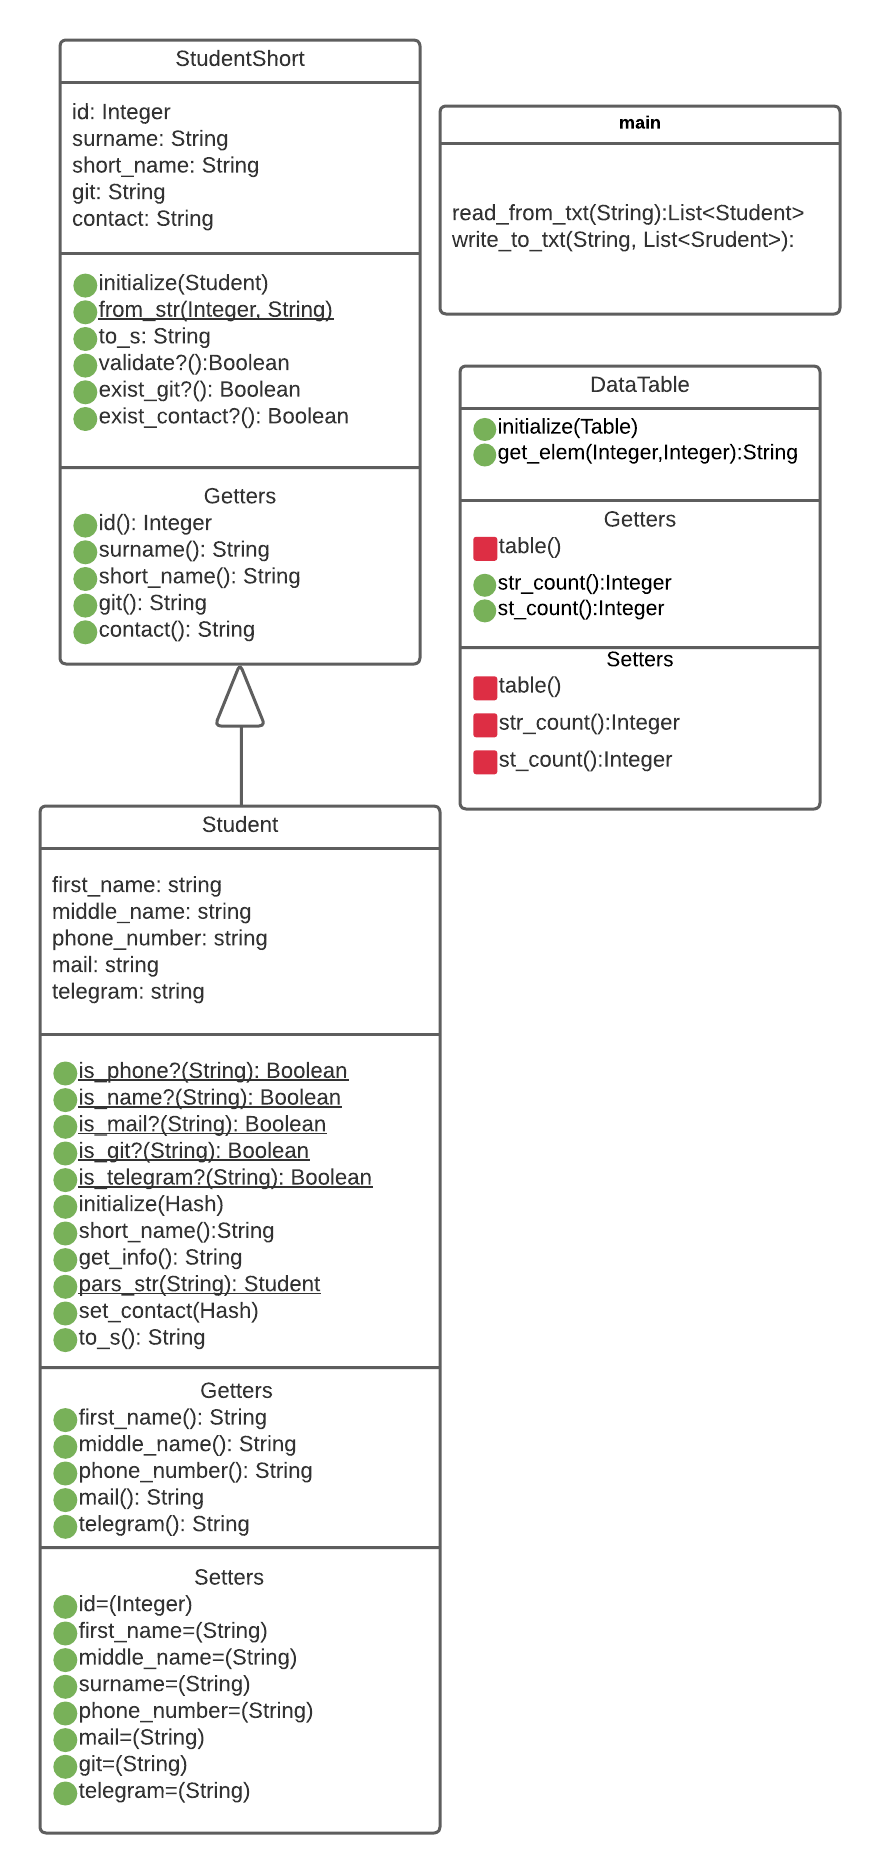 StudentShort
id: Integer
surname: String
short_name: String
git: String
contact: String
initialize(Student)
from_str(Integer, String)
to_s: String
validate?():Boolean
exist_git?(): Boolean
exist_contact?(): Boolean
Getters
id(): Integer
surname(): String
short_name(): String
git(): String
contact(): String
main
read_from_txt(String):List<Student>
write_to_txt(String, List<Srudent>):
DataTable
initialize(Table)
get_elem(Integer,Integer):String
Getters
table()
str_count():Integer
st_count():Integer
Setters
table()
str_count():Integer
st_count():Integer
Student
first_name: string
middle_name: string
phone_number: string
mail: string
telegram: string
is_phone?(String): Boolean
is_name?(String): Boolean
is_mail?(String): Boolean
is_git?(String): Boolean
is_telegram?(String): Boolean
initialize(Hash)
short_name():String
get_info(): String
pars_str(String): Student
set_contact(Hash)
to_s(): String
Getters
first_name(): String
middle_name(): String
phone_number(): String
mail(): String
telegram(): String
Setters
id=(Integer)
first_name=(String)
middle_name=(String)
surname=(String)
phone_number=(String)
mail=(String)
git=(String)
telegram=(String)